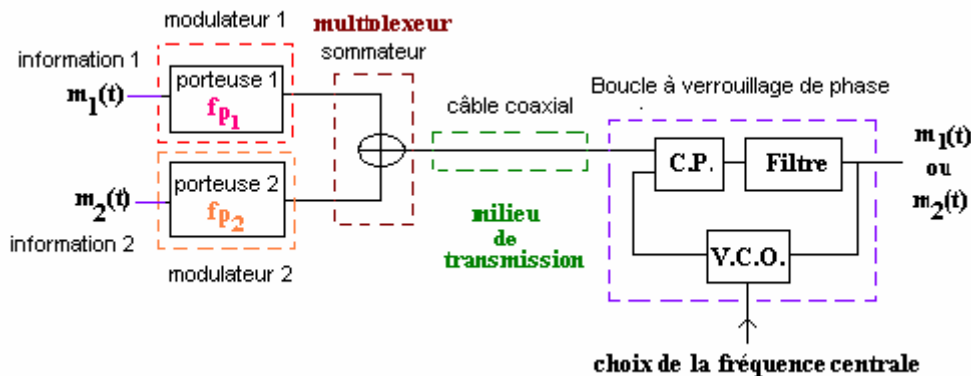 modulateur 1
information 1
m1(t)
porteuse 1
fp1
multiplexeur
sommateur
m2(t)
porteuse 2
fp2
information 2
modulateur 2
câble coaxial
milieu
de
transmission
Boucle à verrouillage de phase
C.P.
Filtre
V.C.O.
m1(t)
ou
m2(t)
choix de la fréquence centrale